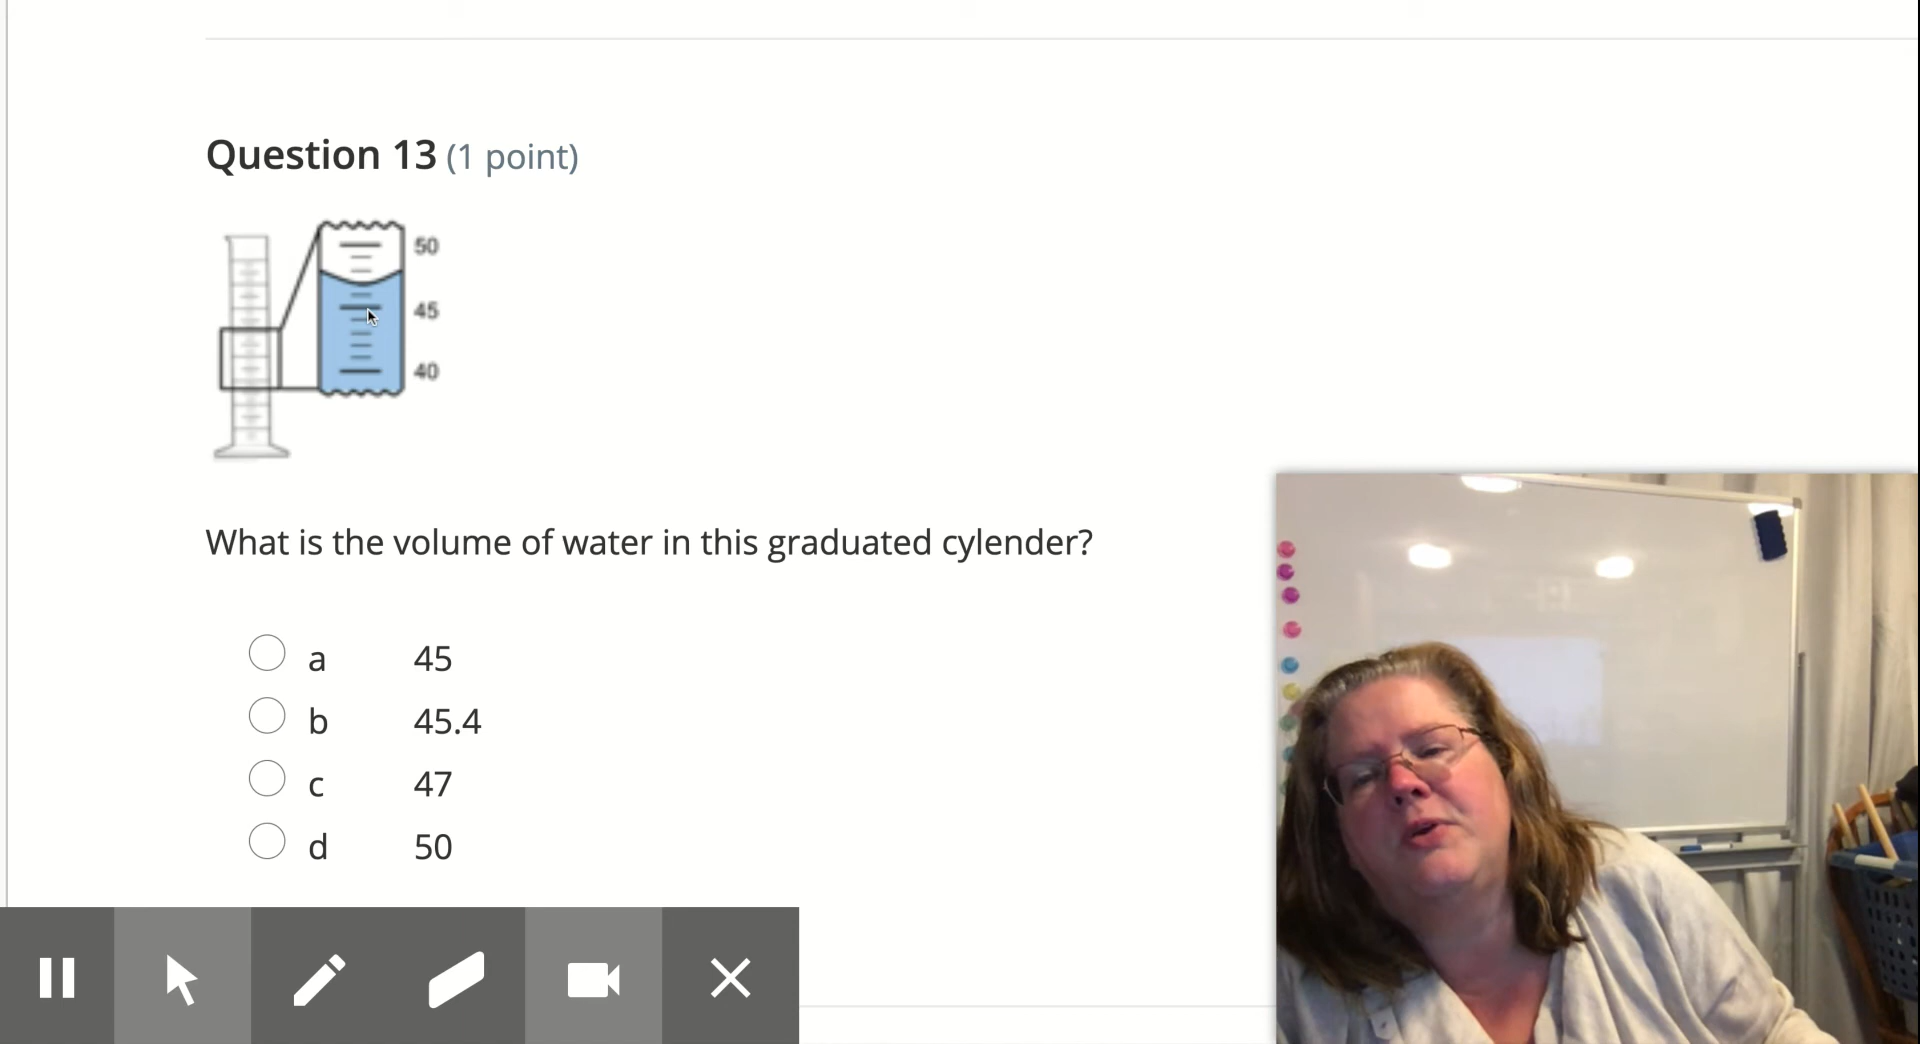 Question 13 (1 point)
50
45
40
What is the volume of water in this graduated cylender?
a 45
b 45.4
c 47
d 50